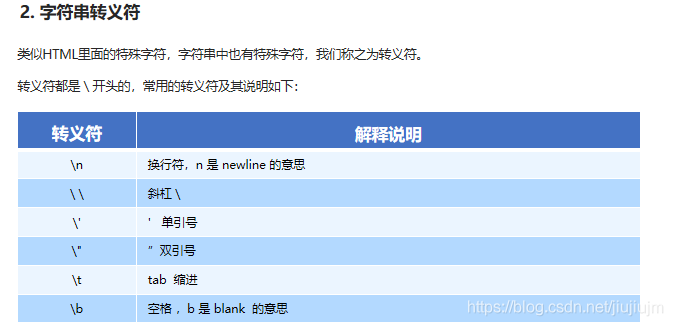 2. 字符串转义符
类似HTML里面的特殊字符，字符串中也有特殊字符，我们称之为转义符。
转义符都是 \ 开头的，常用的转义符及其说明如下：
转义符 解释说明
\n 换行符，n 是 newline 的意思
\ \ 斜杠 \
\' ' 单引号
\" ”双引号
\t tab 缩进
\b 空格 ，b 是 blank 的意思
https://blog.csdn.net/jiujiujm